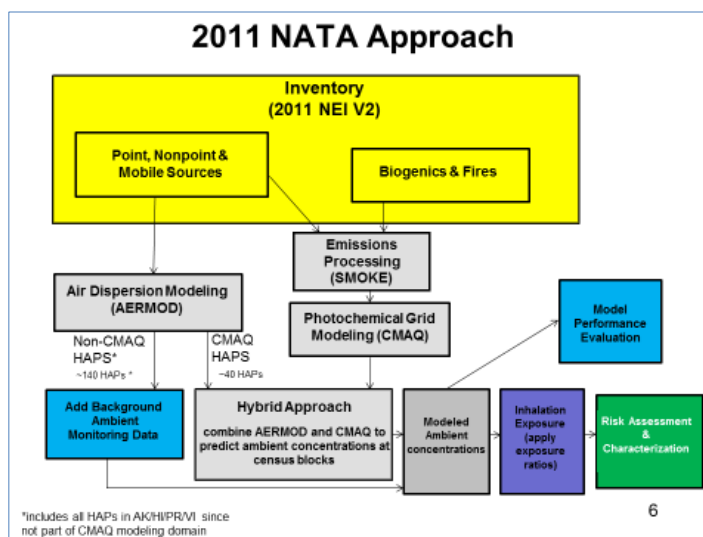 2011 NATA Approach
Inventory
(2011 NEI V2)
Point, Nonpoint &
Mobile Sources
Biogenics & Fires
Emissions
Processing
(SMOKE)
Air Dispersion Modeling
(AERMOD)
Photochemical Grid
Modeling (CMAQ)
Model
Performance
Evaluation
Non-CMAQ
HAPS*
~140 HAPs *
CMAQ
HAPS
~40 HAPs
Add Background
Ambient
Monitoring Data
Hybrid Approach
combine AERMOD and CMAQ to
predict ambient concentrations at
census blocks
Modeled
Ambient
concentrations
Inhalation
Exposure
(apply
exposure
ratios)
Risk Assessment
&
Characterization
*includes all HAPs in AK/HI/PR/VI since
not part of CMAQ modeling domain
6